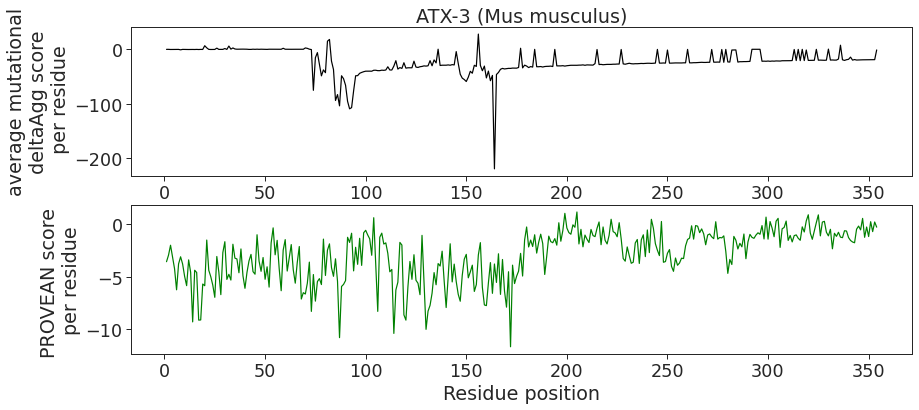 ATX-3 (Mus musculus)
average mutational
deltaAgg score
per residue
0
−100
−200
0 50 100 150 200 250 300 350
PROVEAN score
per residue
0
−5
−10
0 50 100 150 200 250 300 350
Residue position